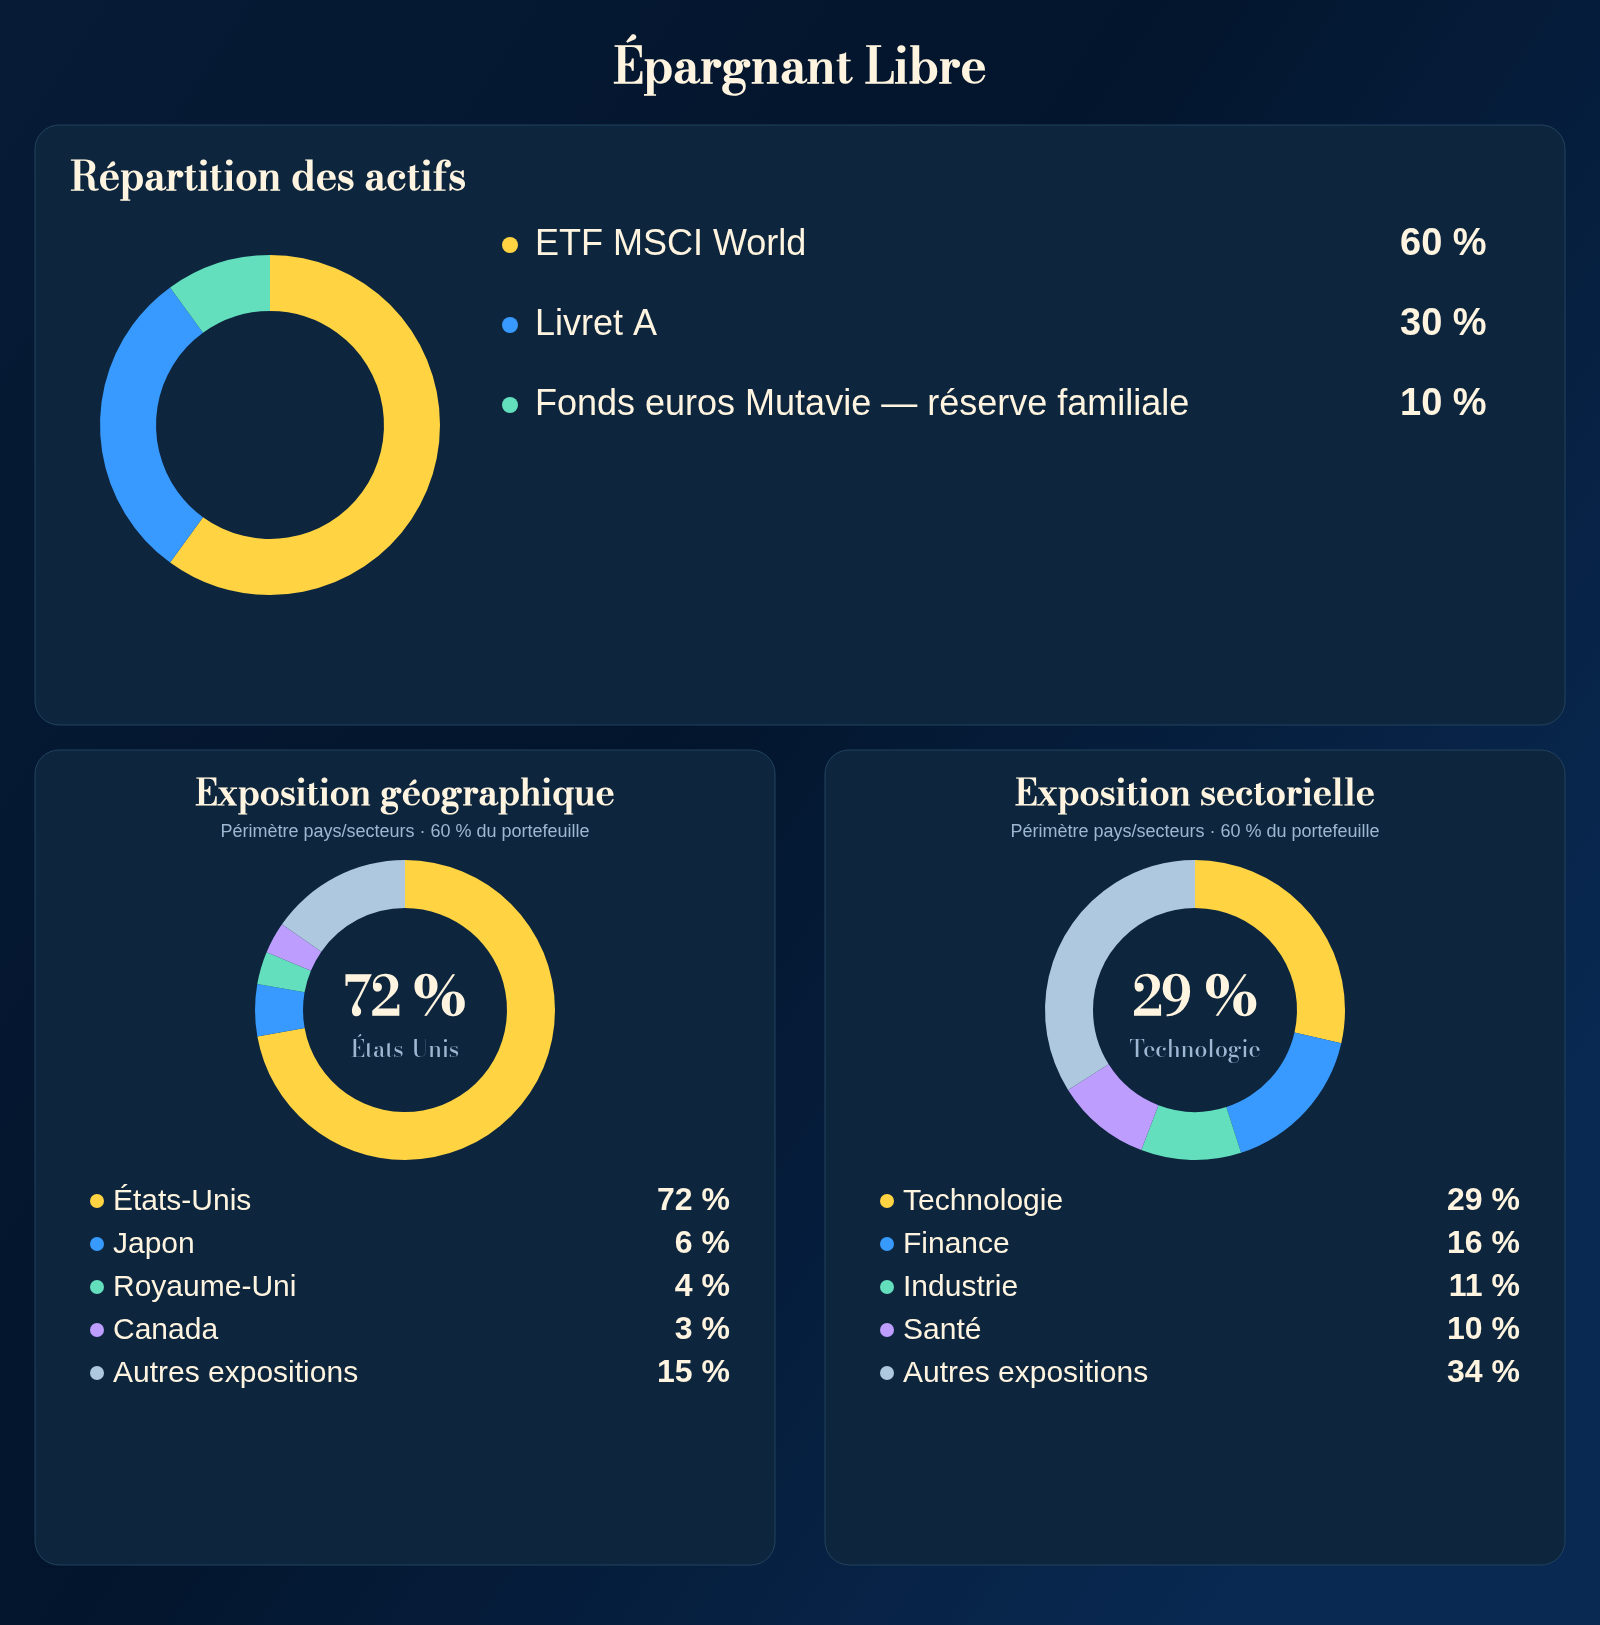 Épargnant Libre
Répartition des actifs
ETF MSCI World 60 %
Livret A 30 %
Fonds euros Mutavie — réserve familiale 10 %
Exposition géographique
Périmètre pays/secteurs · 60 % du portefeuille
72 %
États Unis
États-Unis 72 %
Japon 6 %
Royaume-Uni 4 %
Canada 3 %
Autres expositions 15 %
Exposition sectorielle
Périmètre pays/secteurs · 60 % du portefeuille
29 %
Technologie
Technologie 29 %
Finance 16 %
Industrie 11 %
Santé 10 %
Autres expositions 34 %